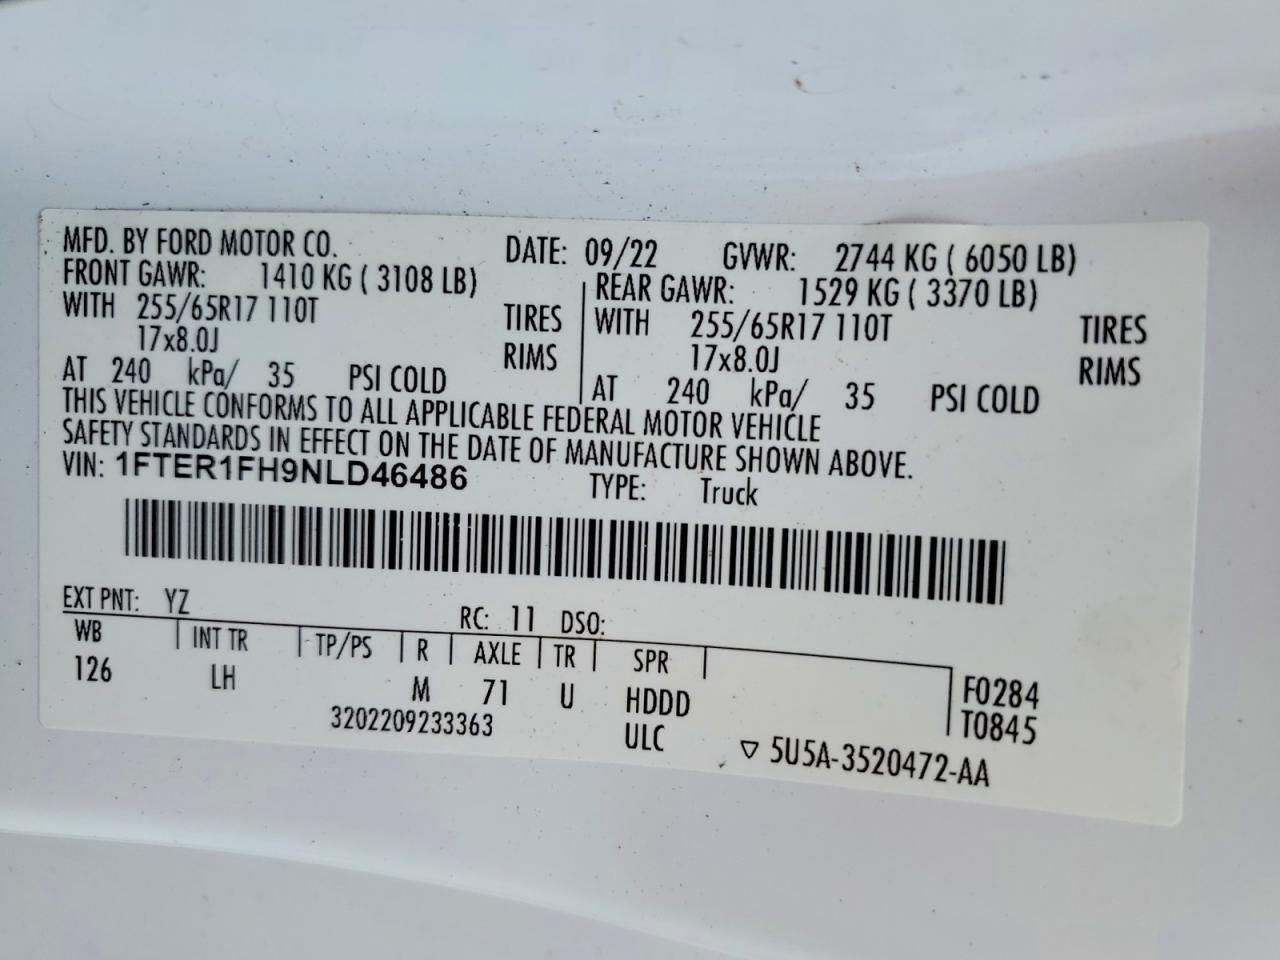 MFD. BY FORD MOTOR CO. DATE: 09/22 GVWR: 2744 KG ( 6050 LB)
FRONT GAWR: 1410 KG ( 3108 LB) REAR GAWR: 1529 KG ( 3370 LB)
WITH 255/65R17 110T TIRES WITH 255/65R17 110T TIRES
17x8.0J RIMS 17x8.0J RIMS
AT 240 kPa/ 35 PSI COLD AT 240 kPa/ 35 PSI COLD
THIS VEHICLE CONFORMS TO ALL APPLICABLE FEDERAL MOTOR VEHICLE
SAFETY STANDARDS IN EFFECT ON THE DATE OF MANUFACTURE SHOWN ABOVE.
VIN: 1FTER1FH9NLD46486 TYPE: Truck
EXT PNT: YZ RC: 11 DSO:
WB INT TR TP/PS R AXLE TR SPR
126 LH M 71 U HDDD F0284
3202209233363 ULC T0845
▽ 5U5A-3520472-AA